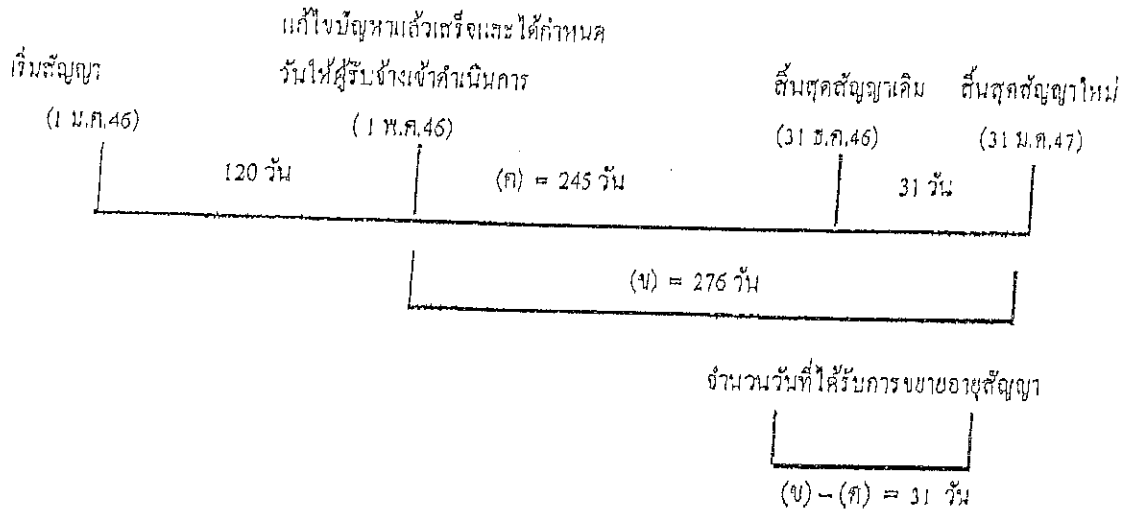 แก้ไขปัญหาแล้วเสร็จและได้กำหนด
เริ่มสัญญา วันให้ผู้รับจ้างเข้าดำเนินการ สิ้นสุดสัญญาเดิม สิ้นสุดสัญญาใหม่
(1 ม.ค.46) (1 พ.ค.46) (31 ธ.ค.46) (31 ม.ค.47)
120 วัน (ค) = 245 วัน 31 วัน
(ข) = 276 วัน
จำนวนวันที่ได้รับการขยายอายุสัญญา
(ข) – (ค) = 31 วัน